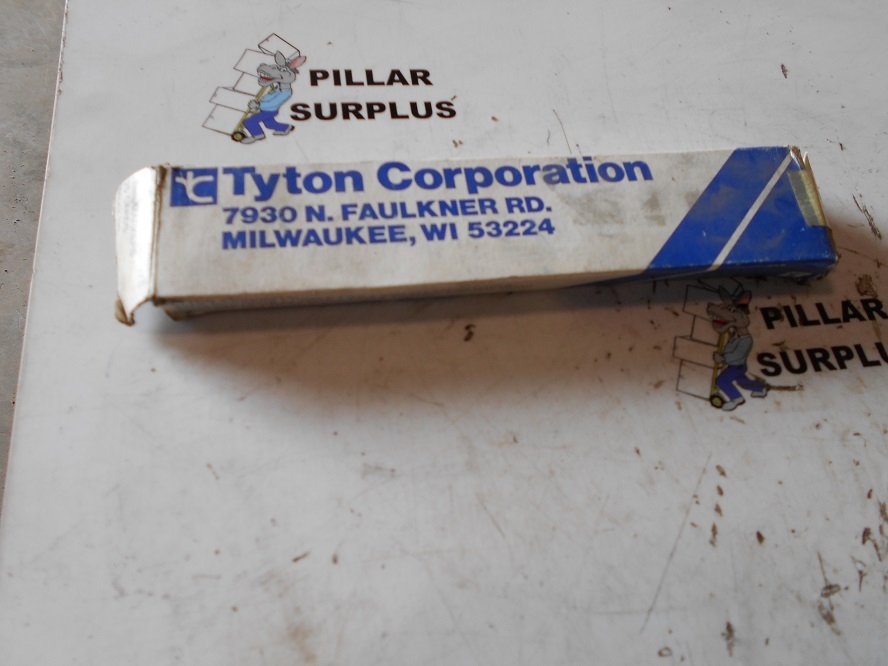 PILLAR
SURPLUS
Tyton Corporation
7930 N. FAULKNER RD.
MILWAUKEE, WI 53224
PILLAR
SURPLU